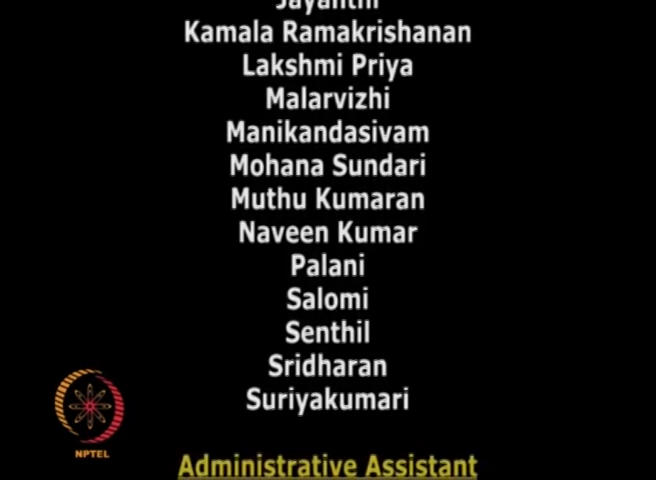 Jayanthi
Kamala Ramakrishanan
Lakshmi Priya
Malarvizhi
Manikandasivam
Mohana Sundari
Muthu Kumaran
Naveen Kumar
Palani
Salomi
Senthil
Sridharan
Suriyakumari
NPTEL
Administrative Assistant